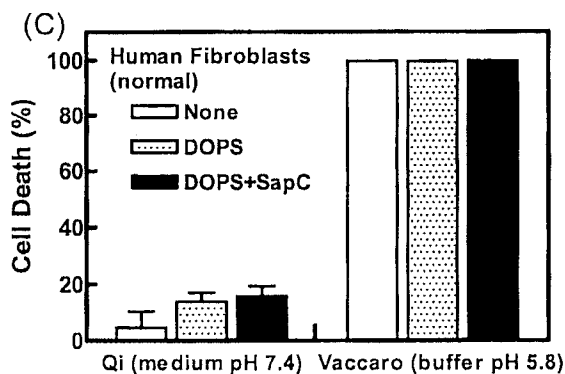 (C)
Human Fibroblasts
(normal)
None
DOPS
DOPS+SapC
Cell Death (%)
100
80
60
40
20
0
Qi (medium pH 7.4) Vaccaro (buffer pH 5.8)